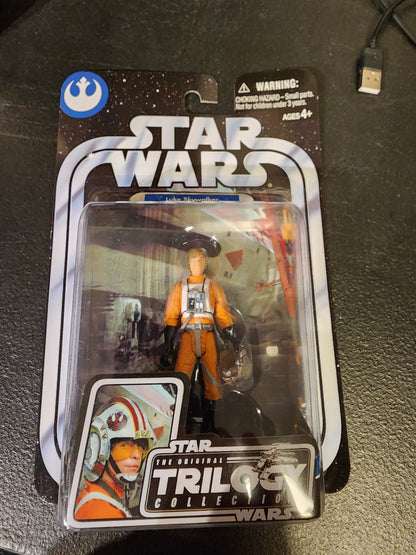 WARNING:
CHOKING HAZARD - Small parts.
Not for children under 3 years.
AGES 4+
STAR
WARS
Luke Skywalker
STAR
THE ORIGINAL
TRILOGY
COLLECTION
WARS